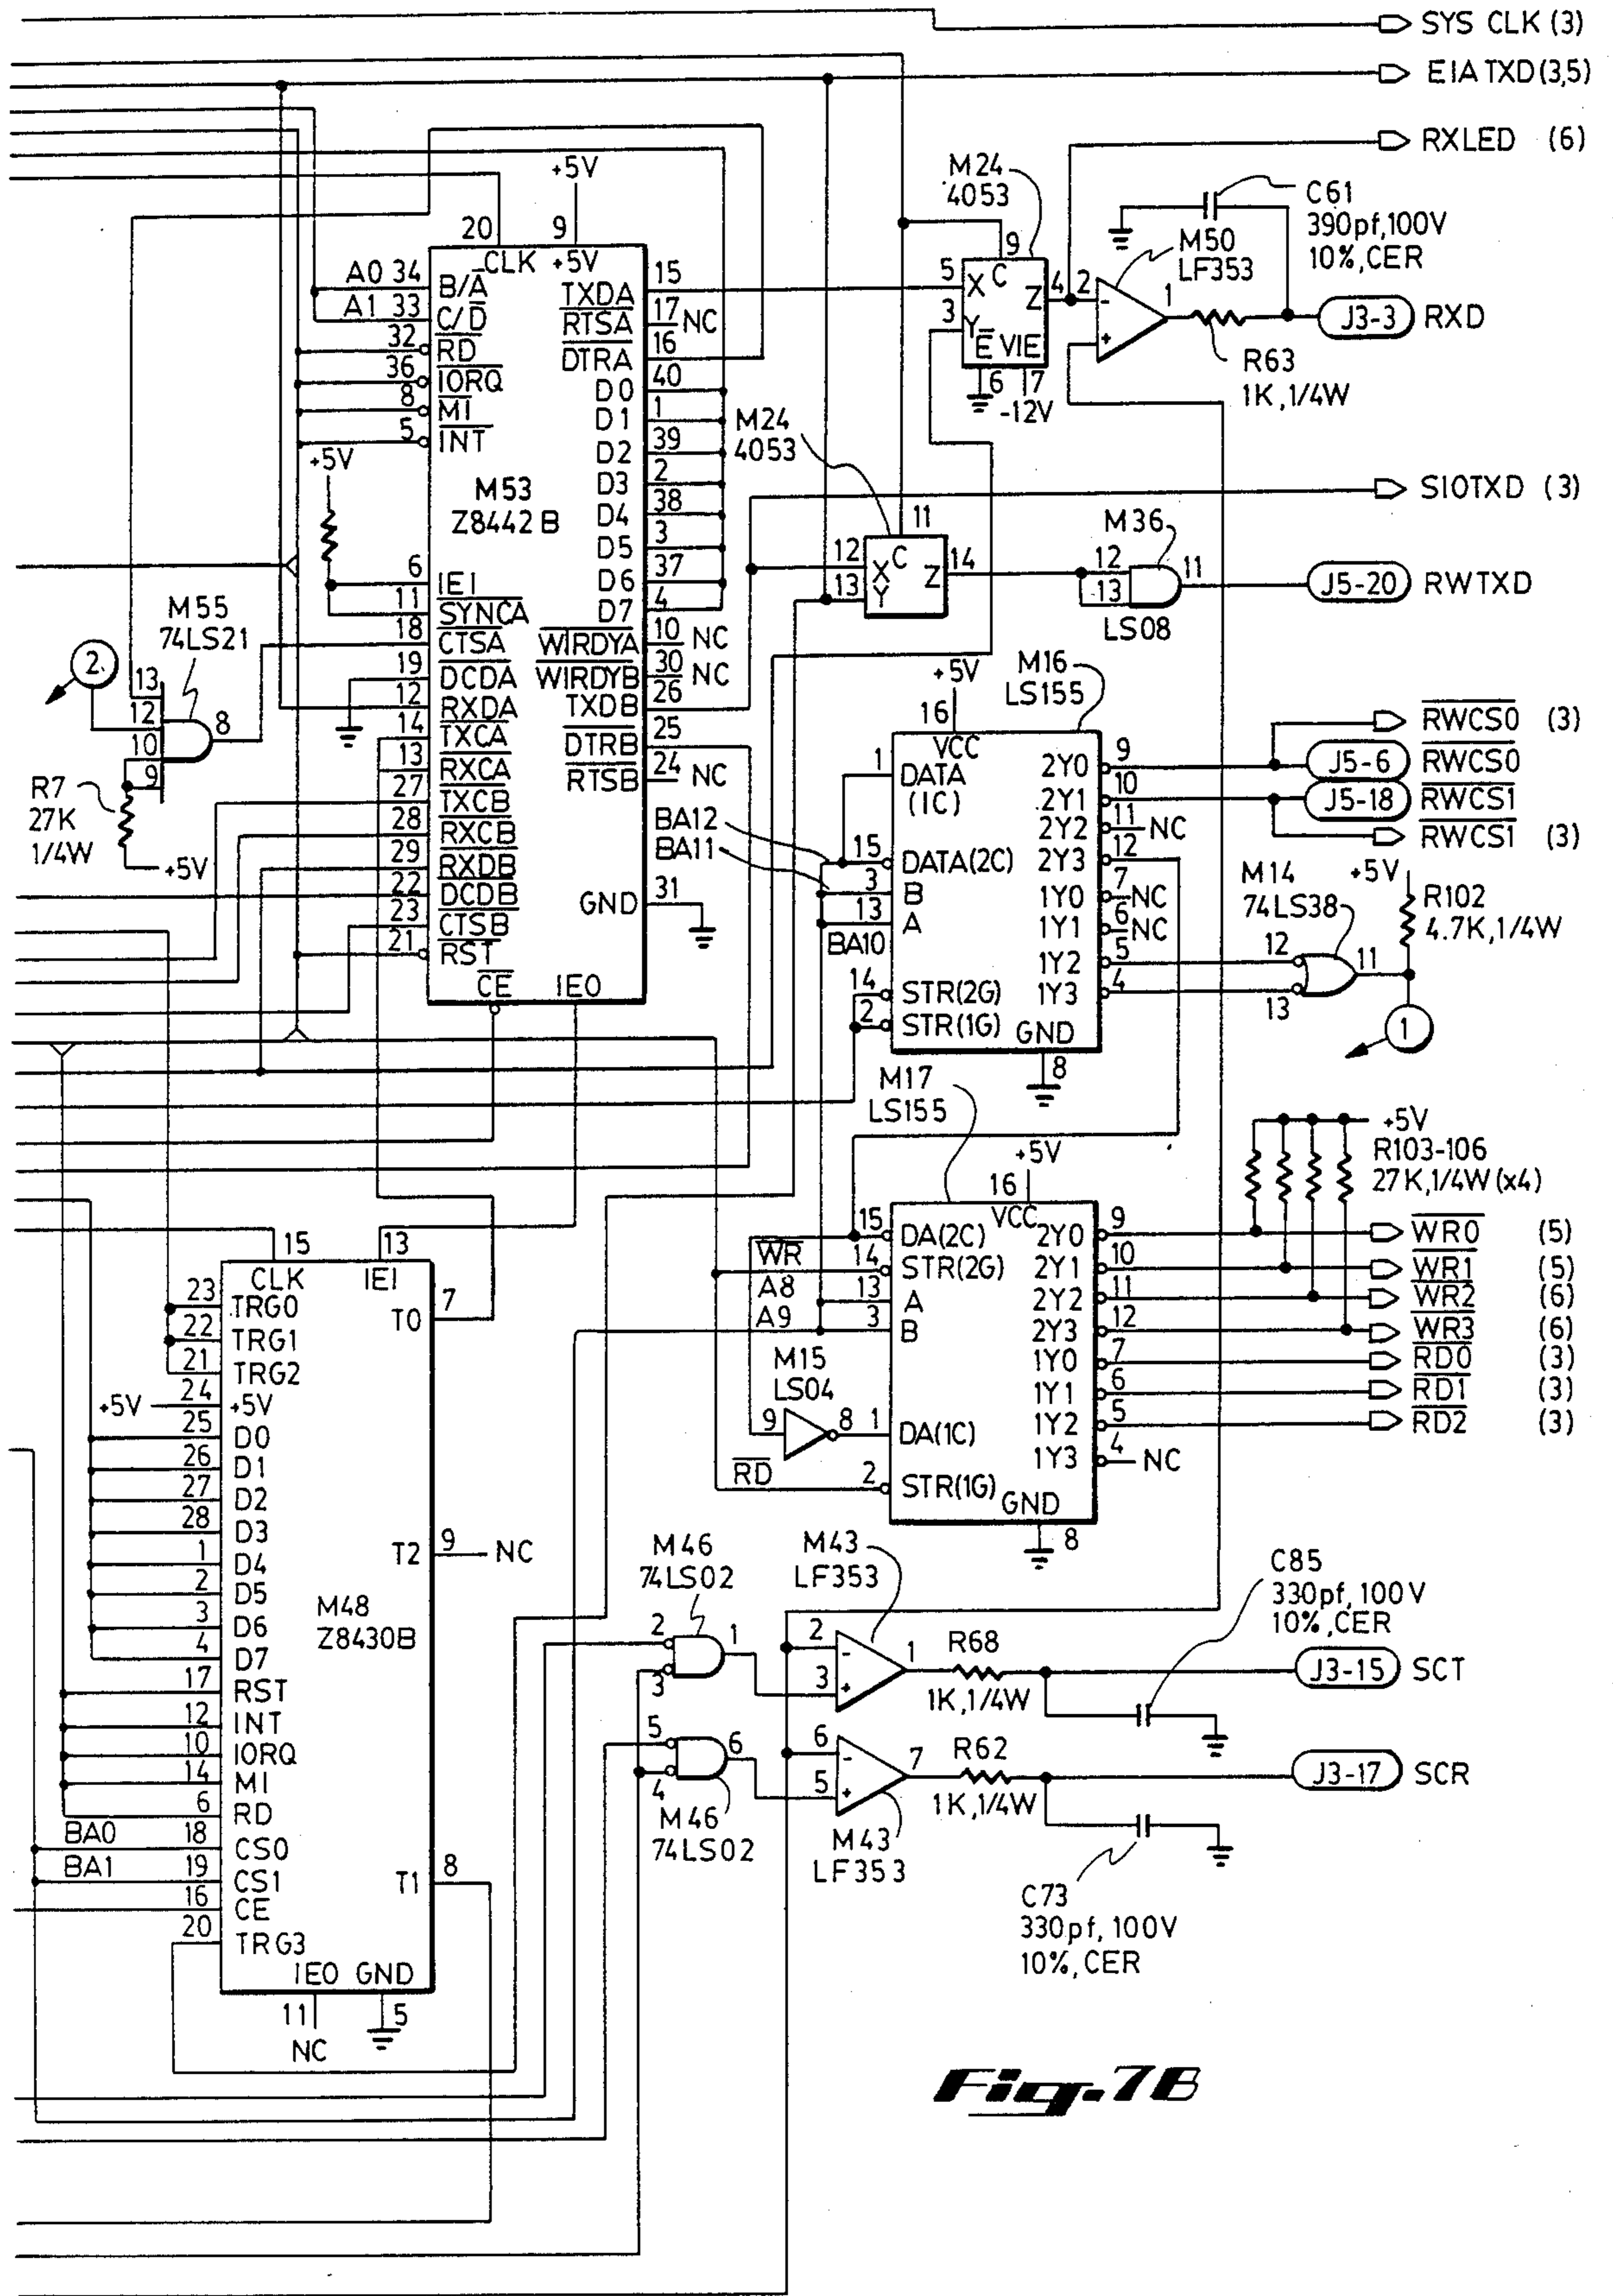 SYS CLK (3)
EIA TXD (3,5)
RXLED (6)
M24
4053
C61
390pf,100V
10%,CER
M50
LF353
+5V
20
9
CLK
+5V
A0 34
B/A
A1 33
C/D
32
RD
36
IORQ
8
MI
5
INT
+5V
M53
Z8442B
6
IEI
11
SYNCA
18
CTSA
19
DCDA
12
RXDA
14
TXCA
13
RXCA
27
TXCB
28
RXCB
29
RXDB
22
DCDB
23
CTSB
21
RST
CE
IEO
TXDA
15
RTSA
17
NC
DTRA
16
D0
40
D1
1
D2
39
D3
2
D4
38
D5
3
D6
37
D7
4
WIRDYA
10
NC
WIRDYB
30
NC
TXDB
26
DTRB
25
RTSB
24
NC
GND
31
5
X
C
9
Z
4
3
Y
E
VIE
6
7
-12V
2
-
+
1
R63
1K,1/4W
J3-3
RXD
M24
4053
SIOTXD (3)
11
12
X
C
Z
14
13
Y
M36
12
13
11
LS08
J5-20
RWTXD
M55
74LS21
2
13
12
10
9
8
R7
27K
1/4W
+5V
+5V
M16
LS155
16
VCC
1
DATA
(1C)
BA12
BA11
15
DATA(2C)
3
B
13
A
BA10
14
STR(2G)
2
STR(1G)
2Y0
9
2Y1
10
2Y2
11
NC
2Y3
12
1Y0
7
NC
1Y1
6
NC
1Y2
5
1Y3
4
GND
8
RWCS0 (3)
J5-6
RWCS0
J5-18
RWCS1
RWCS1 (3)
M14
74LS38
+5V
R102
4.7K,1/4W
12
13
11
1
M17
LS155
+5V
16
VCC
15
DA(2C)
WR
14
STR(2G)
A8
13
A
A9
3
B
M15
LS04
9
8
1
DA(1C)
RD
2
STR(1G)
GND
8
2Y0
9
2Y1
10
2Y2
11
2Y3
12
1Y0
7
1Y1
6
1Y2
5
1Y3
4
NC
+5V
R103-106
27K,1/4W (x4)
WR0 (5)
WR1 (5)
WR2 (6)
WR3 (6)
RD0 (3)
RD1 (3)
RD2 (3)
15
13
CLK
IEI
23
TRG0
22
TRG1
21
TRG2
+5V
24
+5V
25
D0
26
D1
27
D2
28
D3
1
D4
2
D5
3
D6
4
D7
17
RST
12
INT
10
IORQ
14
MI
6
RD
BA0
18
CS0
BA1
19
CS1
16
CE
20
TRG3
IEO
GND
11
NC
5
T0
7
T2
9
NC
T1
8
M48
Z8430B
M46
74LS02
2
3
1
5
4
6
M46
74LS02
M43
LF353
2
-
3
+
1
R68
1K,1/4W
C85
330pf,100V
10%,CER
J3-15
SCT
6
-
5
+
7
R62
1K,1/4W
M43
LF353
J3-17
SCR
C73
330pf, 100V
10%, CER
Fig. 7B